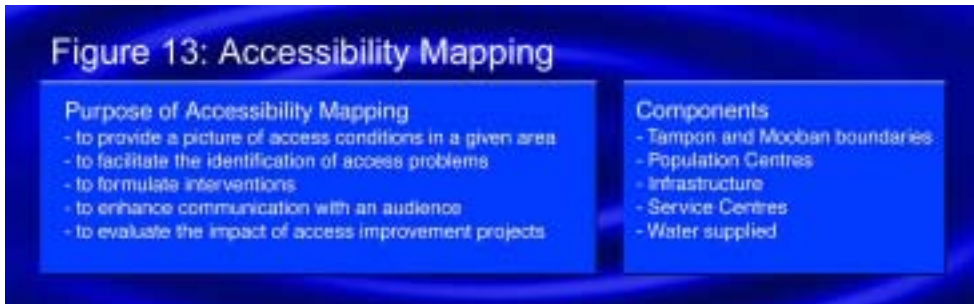 Figure 13: Accessibility Mapping
Purpose of Accessibility Mapping
- to provide a picture of access conditions in a given area
- to facilitate the identification of access problems
- to formulate interventions
- to enhance communication with an audience
- to evaluate the impact of access improvement projects
Components
- Tampon and Mooban boundaries
- Population Centres
- Infrastructure
- Service Centres
- Water supplied